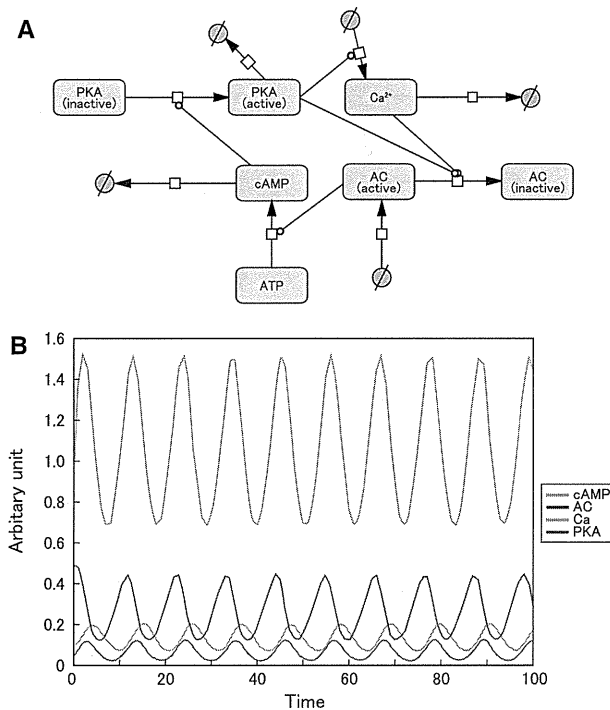 A
PKA
(inactive)
PKA
(active)
Ca²⁺
cAMP
AC
(active)
AC
(inactive)
ATP
B
1.6
1.4
1.2
1.0
0.8
0.6
0.4
0.2
0
Arbitary unit
0
20
40
60
80
100
Time
cAMP
AC
Ca
PKA